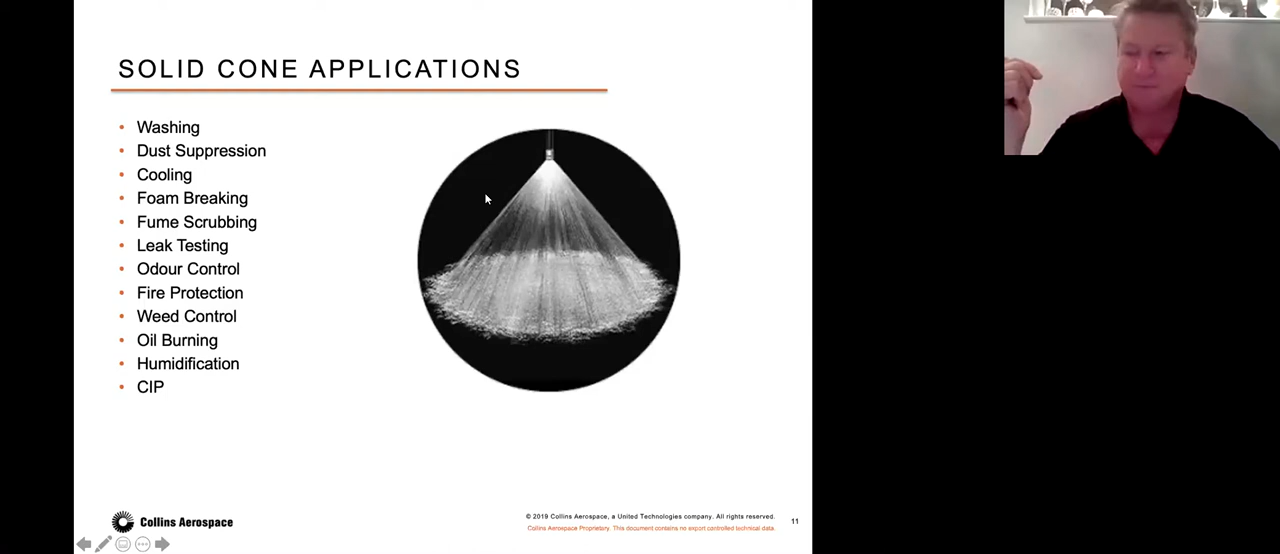 SOLID CONE APPLICATIONS
• Washing
• Dust Suppression
• Cooling
• Foam Breaking
• Fume Scrubbing
• Leak Testing
• Odour Control
• Fire Protection
• Weed Control
• Oil Burning
• Humidification
• CIP
Collins Aerospace
© 2019 Collins Aerospace, a United Technologies company. All rights reserved.
Collins Aerospace Proprietary. This document contains no export controlled technical data.
11